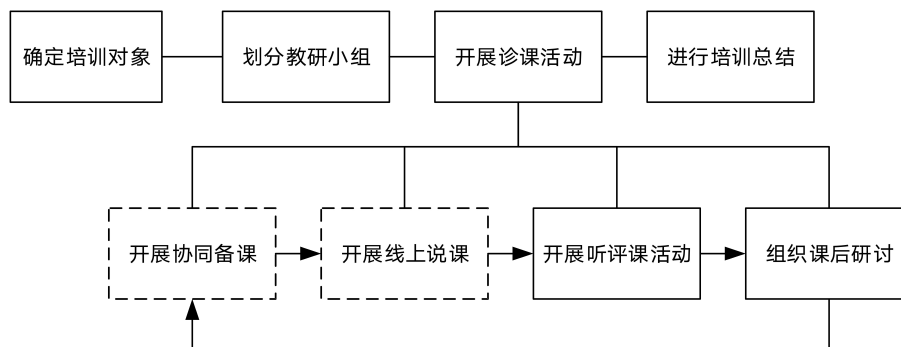 确定培训对象
划分教研小组
开展诊课活动
进行培训总结
开展协同备课
开展线上说课
开展听评课活动
组织课后研讨